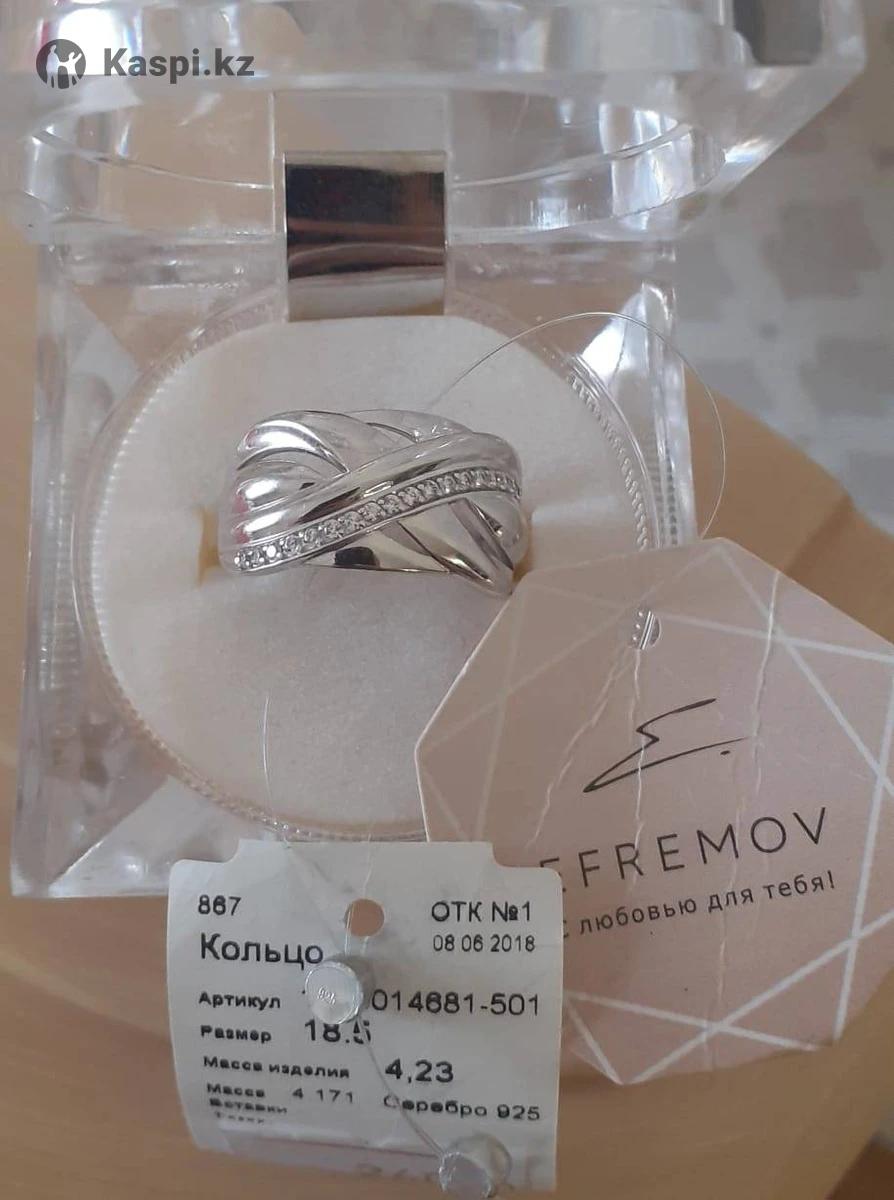 Kaspi.kz
EFREMOV
любовью для тебя!
867
ОТК №1
Кольцо
08 06 2018
Артикул 014681-501
Размер 18.5
Масса изделия 4,23
Масса 4 171 Серебро 925
Вставки